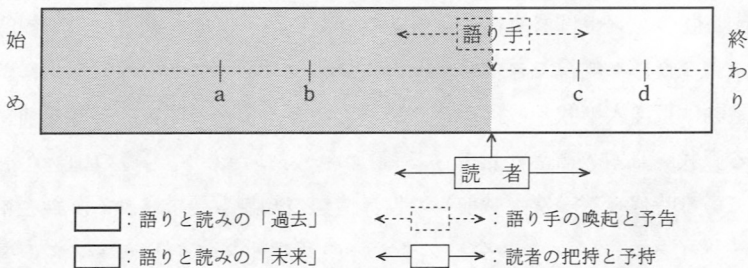 始め
語り手
終わり
a b c d
読者
：語りと読みの「過去」 ：語り手の喚起と予告
：語りと読みの「未来」 ：読者の把持と予持